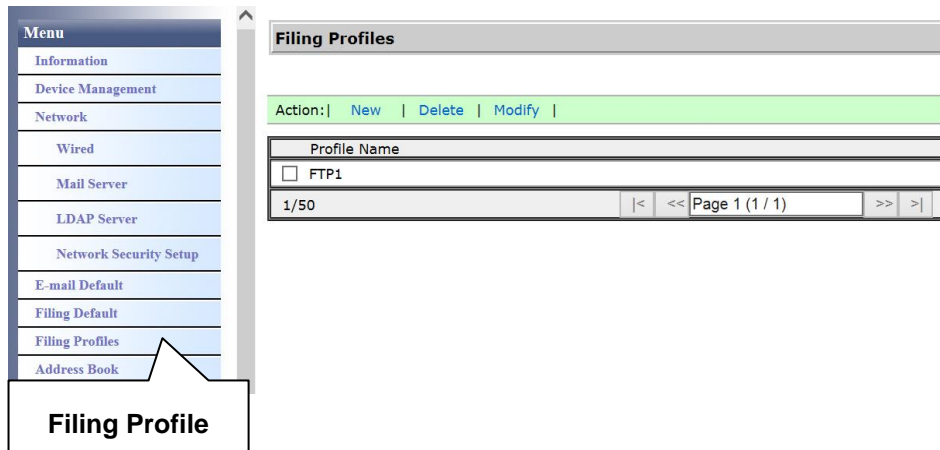 Menu
Information
Device Management
Network
Wired
Mail Server
LDAP Server
Network Security Setup
E-mail Default
Filing Default
Filing Profiles
Address Book
Filing Profile
Filing Profiles
Action:| New | Delete | Modify |
Profile Name
FTP1
1/50 |< << Page 1 (1 / 1) >> >|